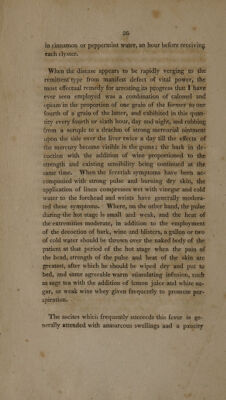 26
in cinnamon or peppermint water, an hour before receiving
each clyster.
When the disease appears to be rapidly verging to the
remittent type from manifest defect of vital power, the
most effectual remedy for arresting its progress that I have
ever seen employed was a combination of calomel and
opium in the proportion of one grain of the former to one
fourth of a grain of the latter, and exhibited in this quan-
tity every fourth or sixth hour, day and night, and rubbing
from a scruple to a drachm of strong mercurial ointment
upon the side over the liver twice a day till the effects of
the mercury become visible in the gums; the bark in de-
coction with the addition of wine proportioned to the
strength and existing sensibility being continued at the
same time. When the feverish symptoms have been ac-
companied with strong pulse and burning dry skin, the
application of linen compresses wet with vinegar and cold
water to the forehead and wrists have generally modera-
ted these symptoms. Where, on the other hand, the pulse
during the hot stage is small and weak, and the heat of
the extremities moderate, in addition to the employment
of the decoction of bark, wine and blisters, a gallon or two
of cold water should be thrown over the naked body of the
patient at that period of the hot stage when the pain of
the head, strength of the pulse and heat of the skin are
greatest, after which he should be wiped dry and put to
bed, and some agreeable warm stimulating infusion, such
as sage tea with the addition of lemon juice and white su-
gar, or weak wine whey given frequently to promote per-
spiration.
The ascites which frequently succeeds this fever is ge-
nerally attended with anasarcous swellings and a paucity